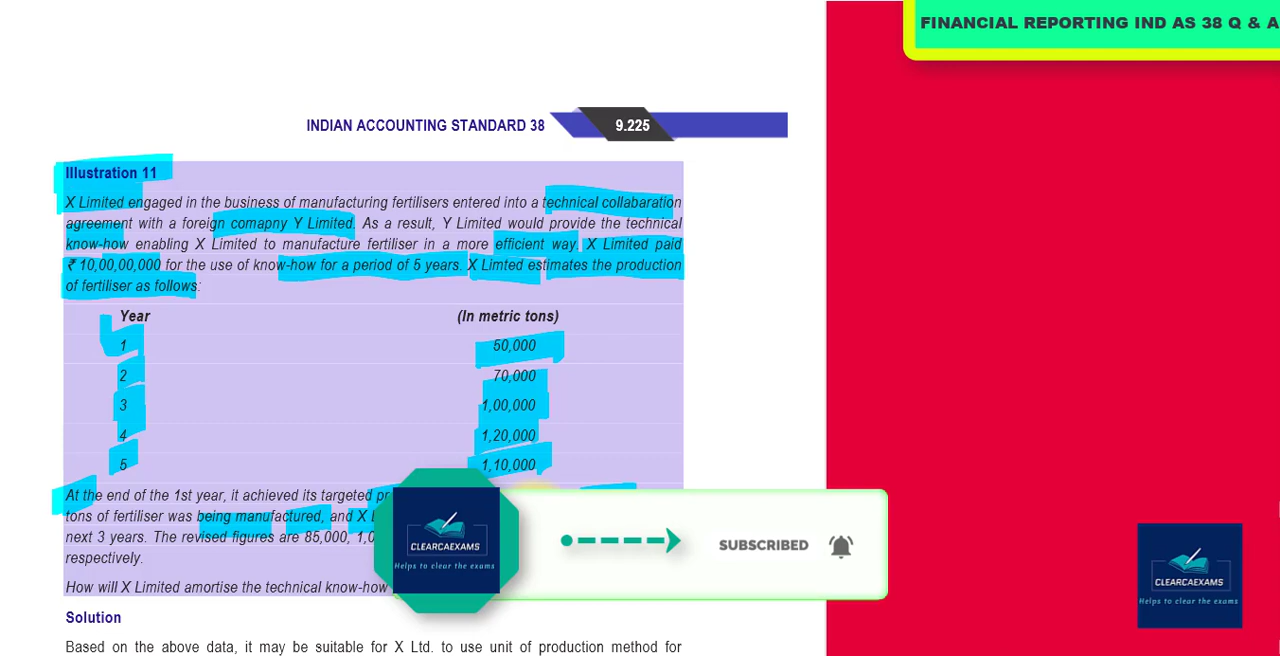 FINANCIAL REPORTING IND AS 38 Q & A
INDIAN ACCOUNTING STANDARD 38
9.225
Illustration 11
X Limited engaged in the business of manufacturing fertilisers entered into a technical collabaration
agreement with a foreign comapny Y Limited. As a result, Y Limited would provide the technical
know-how enabling X Limited to manufacture fertiliser in a more efficient way. X Limited paid
₹ 10,00,00,000 for the use of know-how for a period of 5 years. X Limted estimates the production
of fertiliser as follows:
Year (In metric tons)
1 50,000
2 70,000
3 1,00,000
4 1,20,000
5 1,10,000
At the end of the 1st year, it achieved its targeted
tons of fertiliser was being manufactured, and X
next 3 years. The revised figures are 85,000,
respectively.
How will X Limited amortise the technical know-how
CLEARCAEXAMS
Helps to clear the exams
SUBSCRIBED
CLEARCAEXAMS
Helps to clear the exams
Solution
Based on the above data, it may be suitable for X Ltd. to use unit of production method for